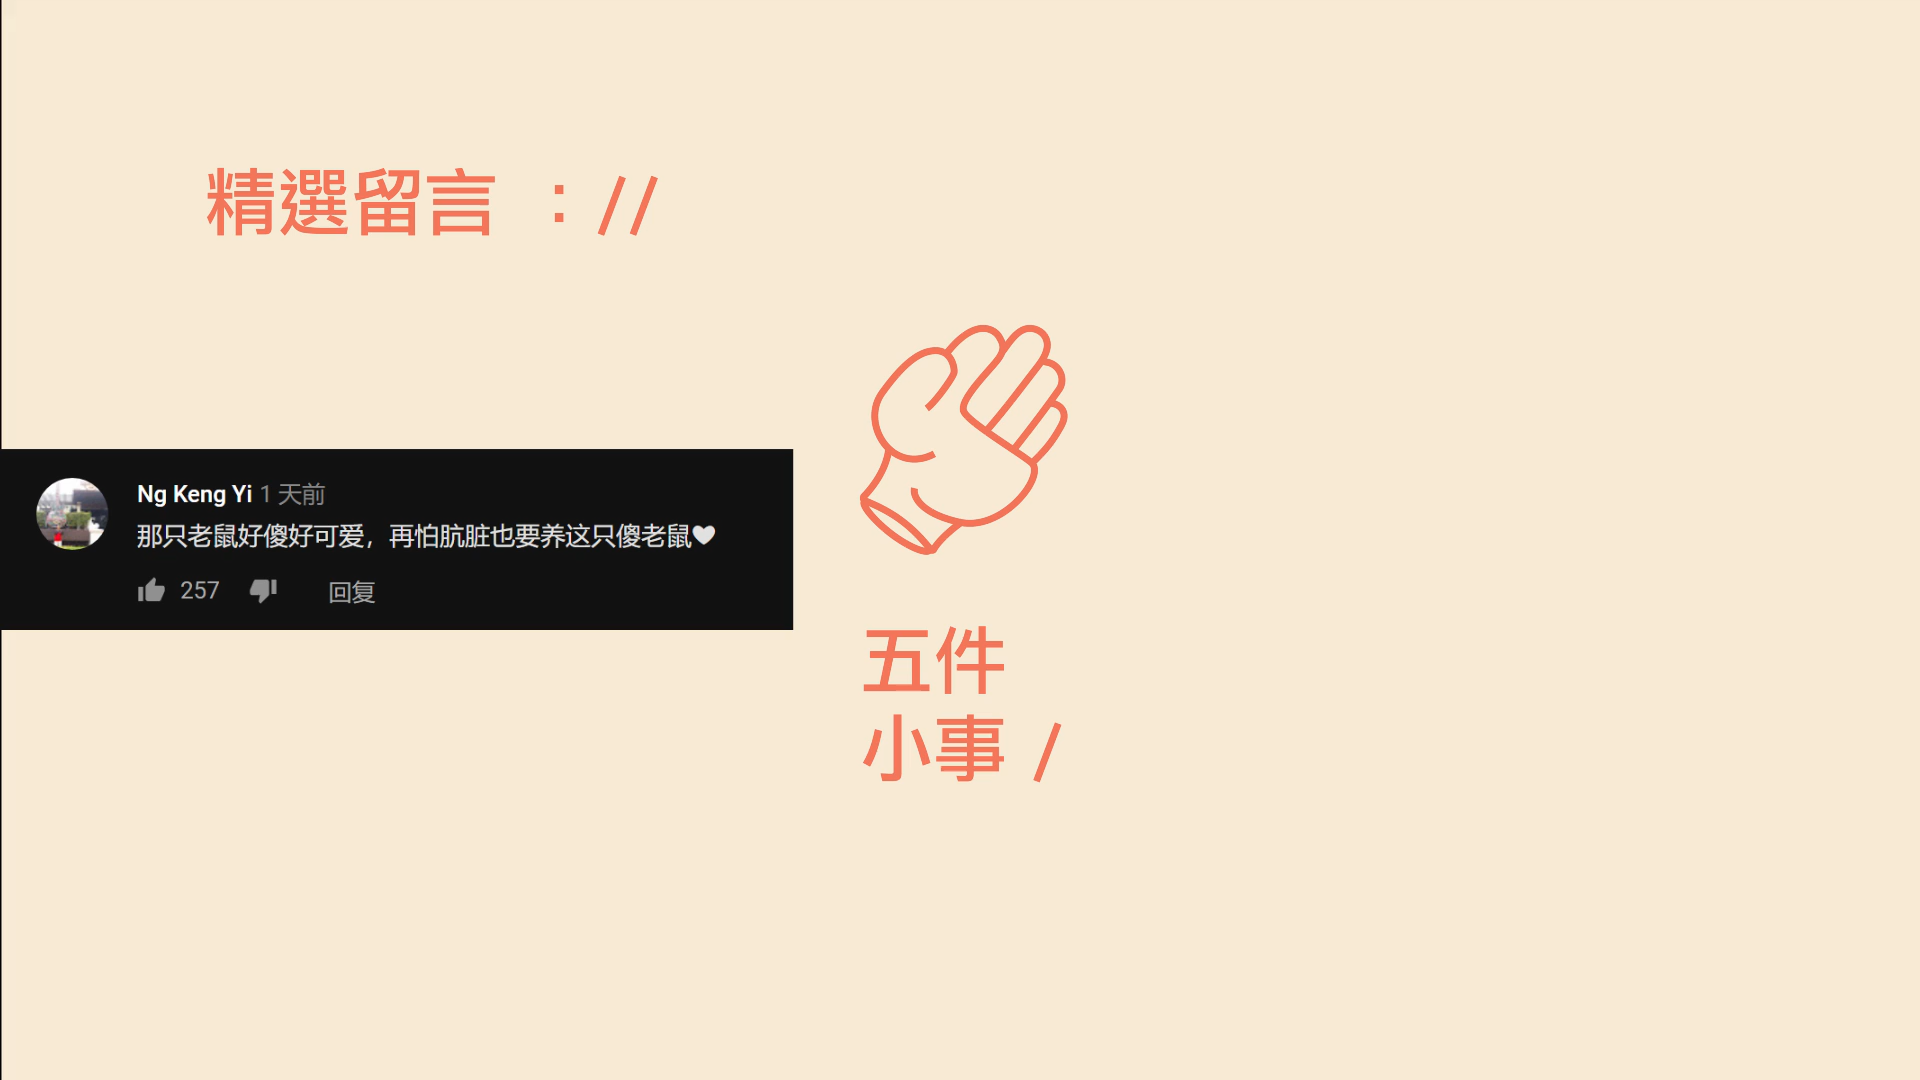 精選留言 : //
Ng Keng Yi 1 天前
那只老鼠好傻好可爱，再怕肮脏也要养这只傻老鼠🤍
257 回复
五件
小事 /